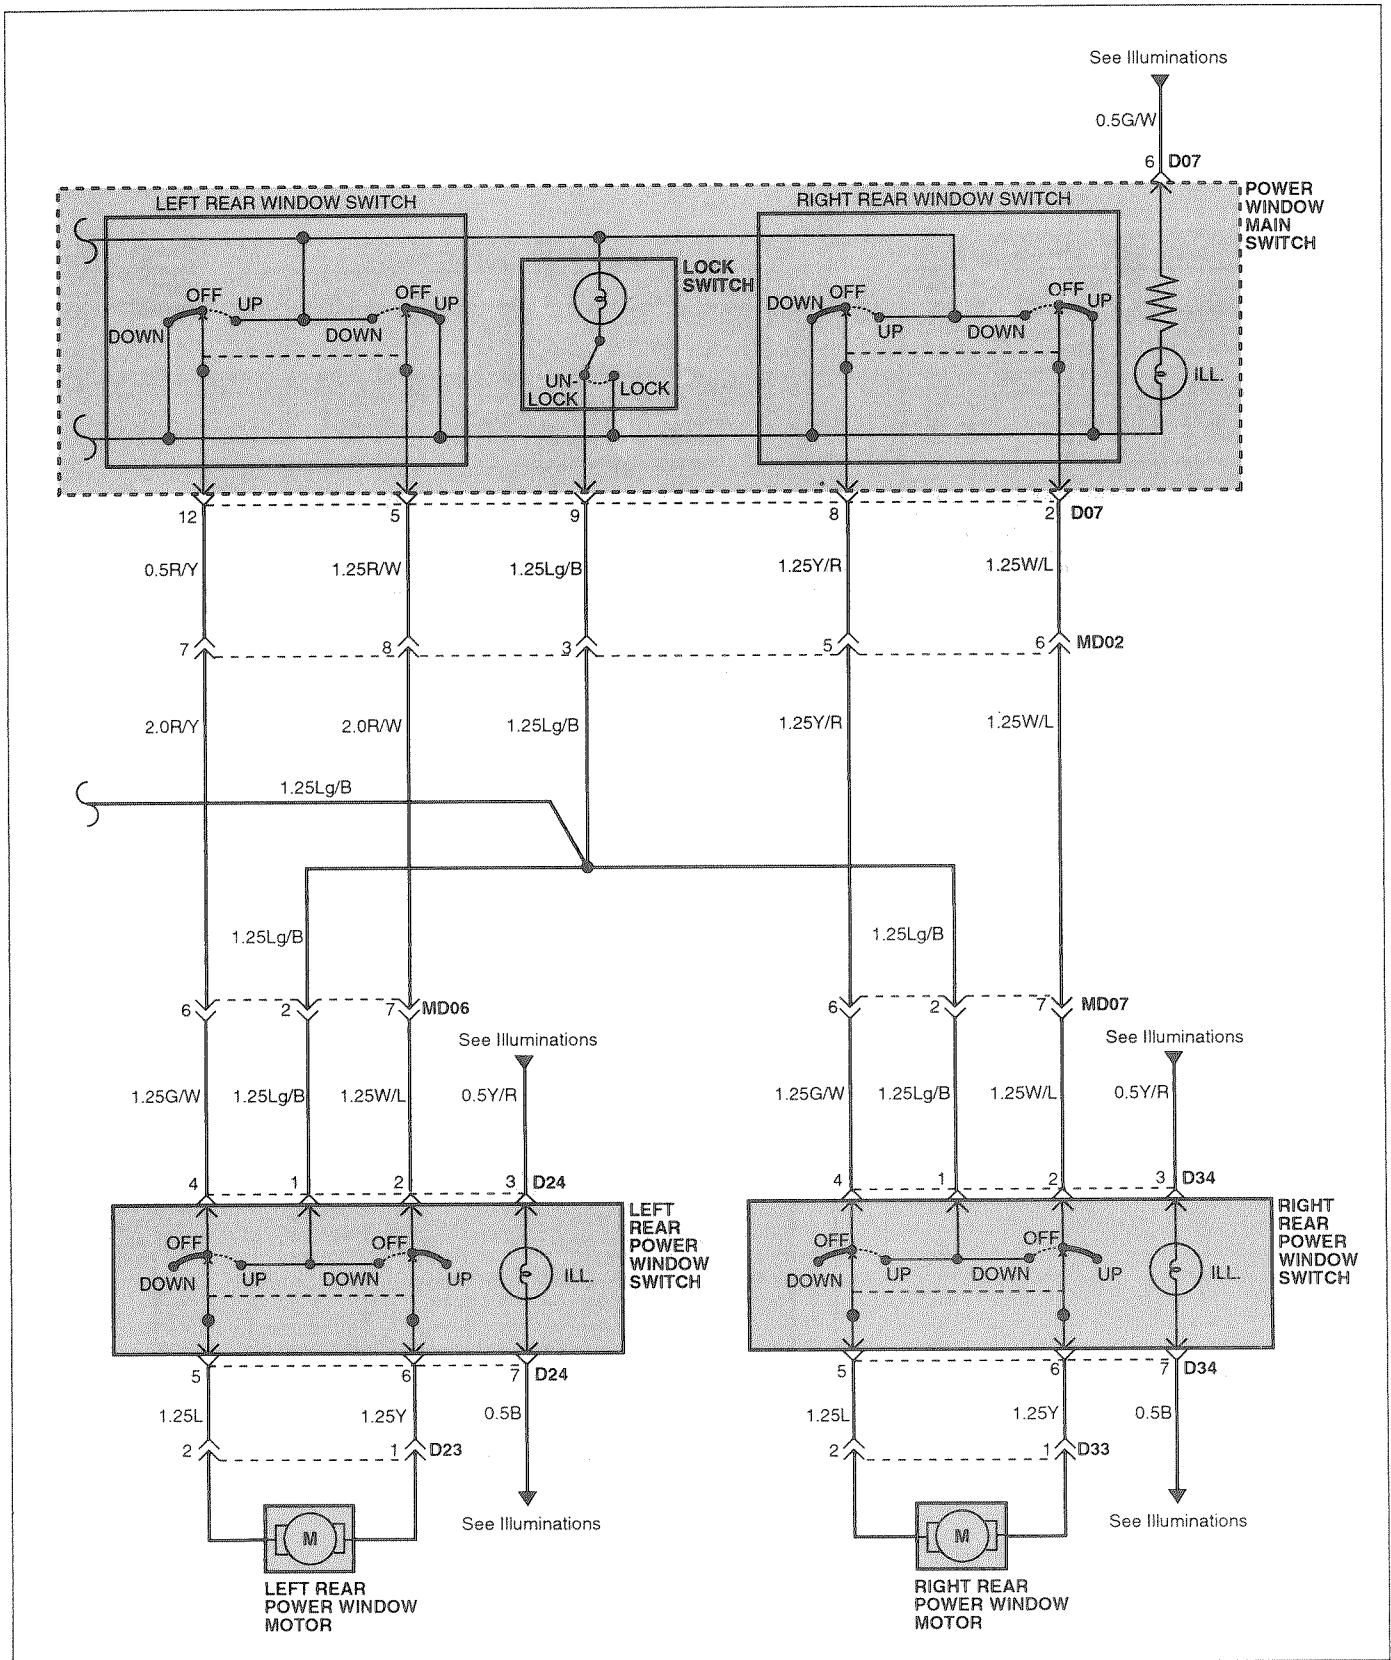 See Illuminations
0.5G/W
6 D07
POWER
WINDOW
MAIN
SWITCH
LEFT REAR WINDOW SWITCH
RIGHT REAR WINDOW SWITCH
LOCK
SWITCH
OFF
UP
DOWN
OFF
UP
DOWN
UN-
LOCK
LOCK
DOWN
OFF
UP
OFF
UP
DOWN
ILL.
12
5
9
8
2 D07
0.5R/Y
1.25R/W
1.25Lg/B
1.25Y/R
1.25W/L
7
8
3
5
6 MD02
2.0R/Y
2.0R/W
1.25Lg/B
1.25Y/R
1.25W/L
1.25Lg/B
1.25Lg/B
1.25Lg/B
6
2
7 MD06
6
2
7 MD07
See Illuminations
See Illuminations
1.25G/W
1.25Lg/B
1.25W/L
0.5Y/R
1.25G/W
1.25Lg/B
1.25W/L
0.5Y/R
4
1
2
3 D24
4
1
2
3 D34
LEFT
REAR
POWER
WINDOW
SWITCH
RIGHT
REAR
POWER
WINDOW
SWITCH
OFF
DOWN
UP
OFF
DOWN
UP
ILL.
OFF
DOWN
UP
OFF
DOWN
UP
ILL.
5
6
7 D24
5
6
7 D34
1.25L
1.25Y
0.5B
1.25L
1.25Y
0.5B
2
1 D23
2
1 D33
See Illuminations
See Illuminations
M
M
LEFT REAR
POWER WINDOW
MOTOR
RIGHT REAR
POWER WINDOW
MOTOR